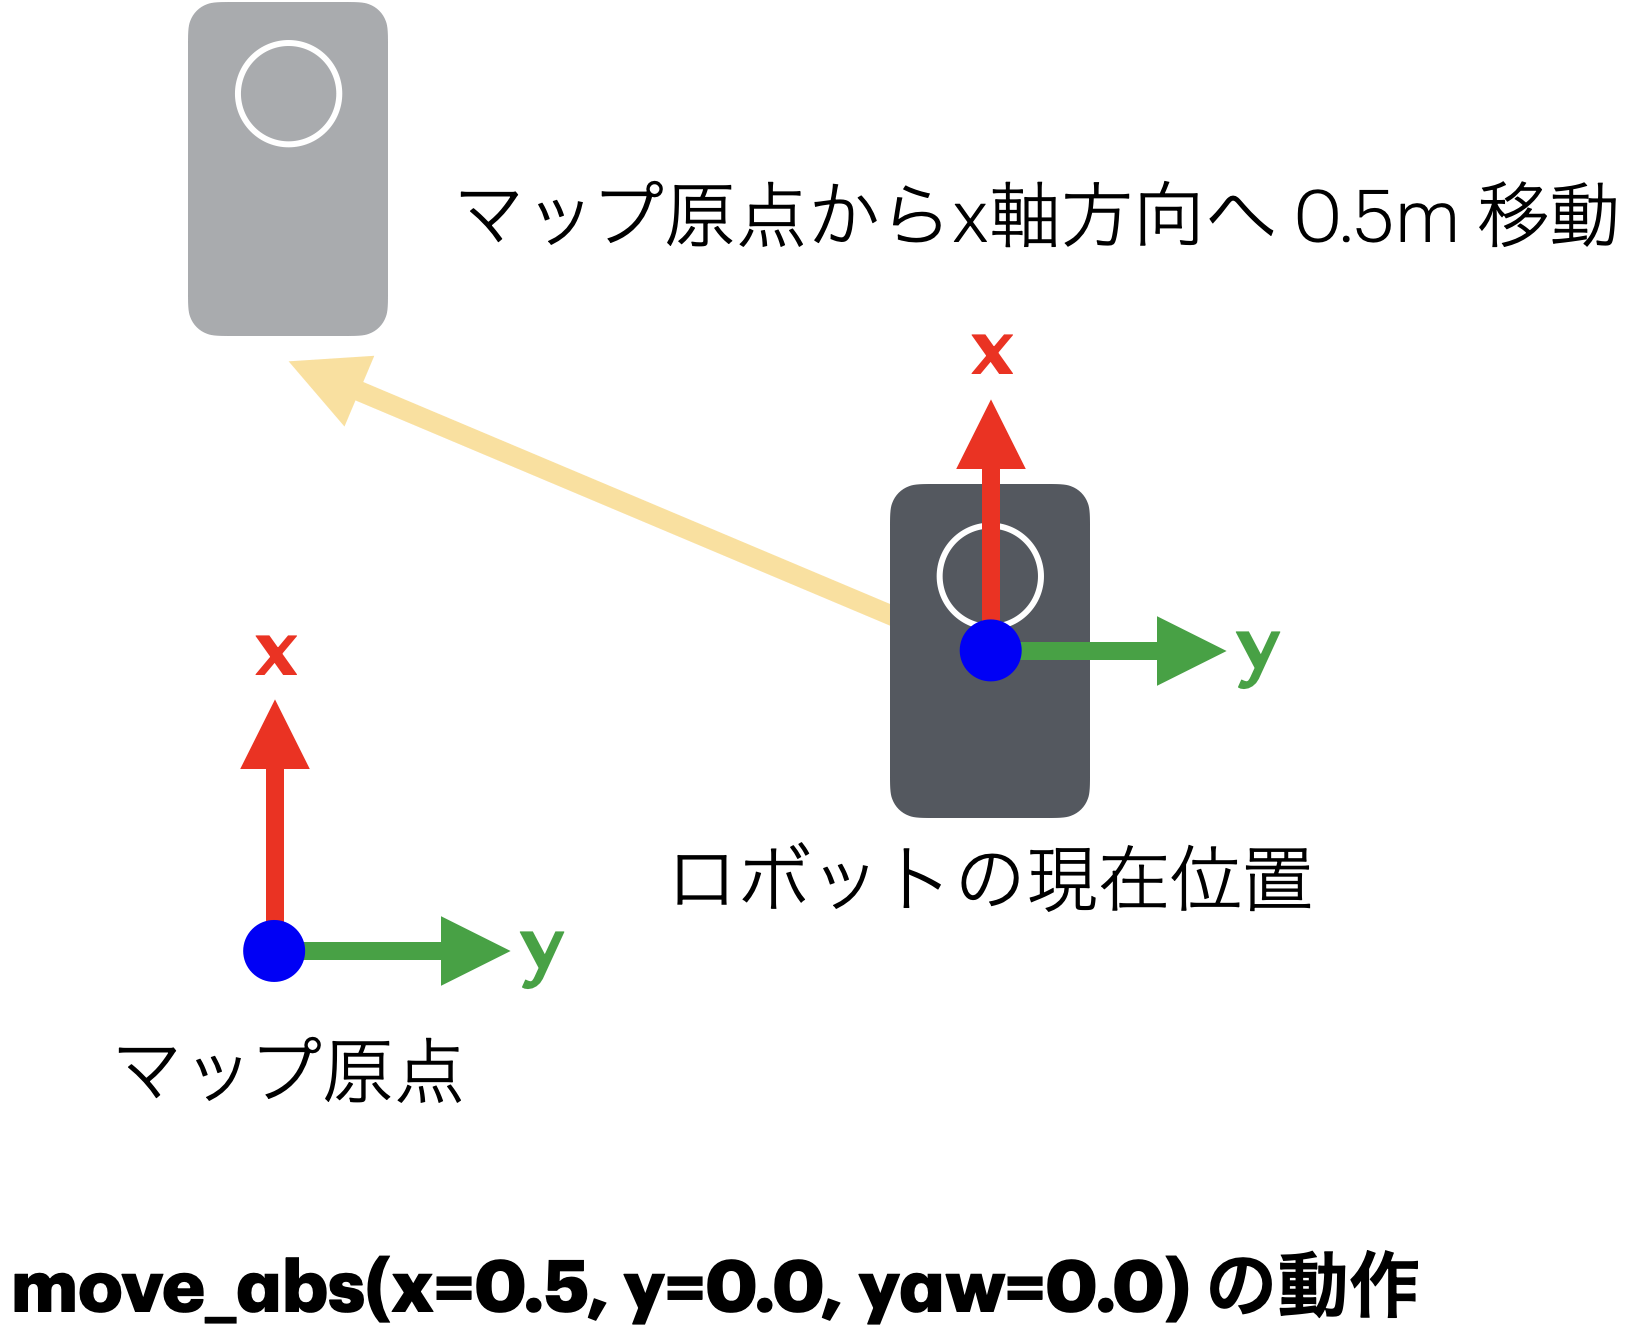 マップ原点からx軸方向へ 0.5m 移動
x
y
ロボットの現在位置
x
y
マップ原点
move_abs(x=0.5, y=0.0, yaw=0.0) の動作